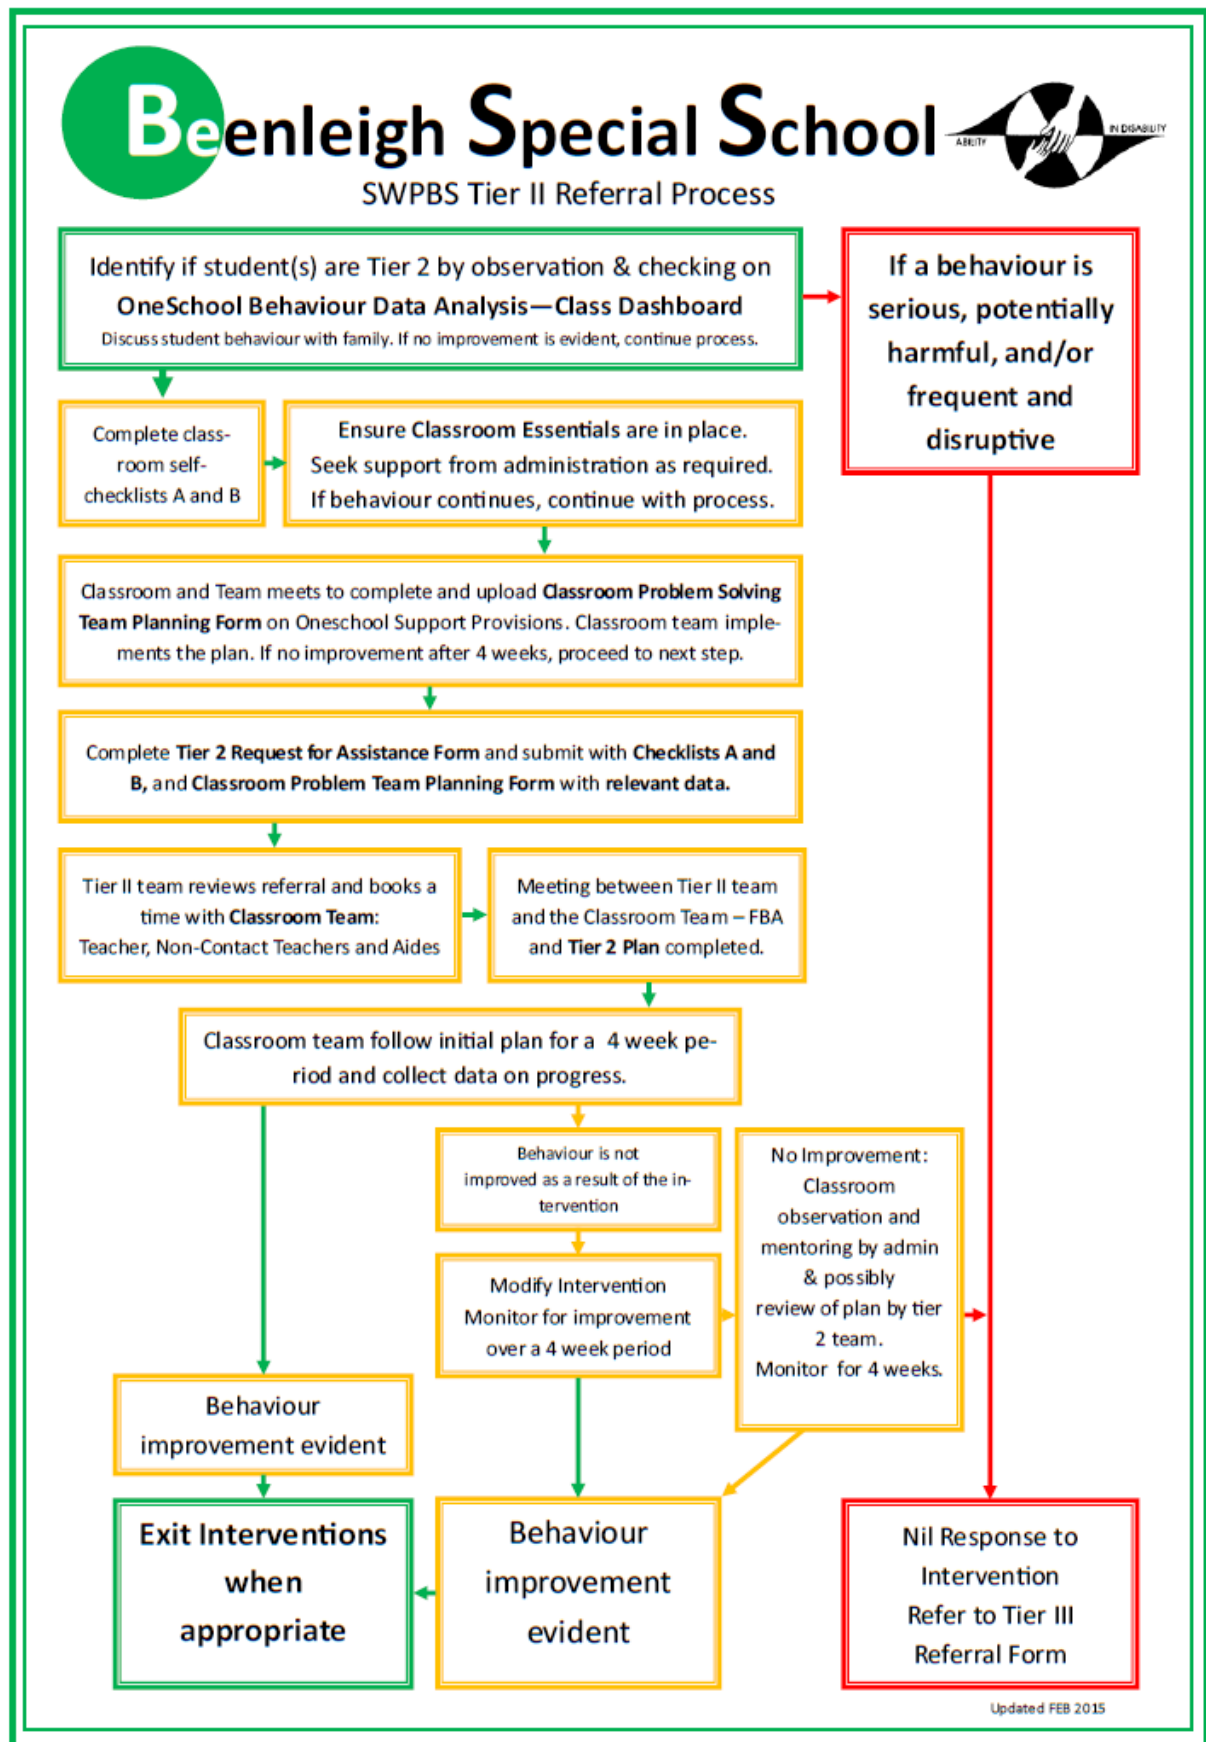 Beenleigh Special School
ABILITY
IN DISABILITY
SWPBS Tier II Referral Process
Identify if student(s) are Tier 2 by observation & checking on
OneSchool Behaviour Data Analysis—Class Dashboard
Discuss student behaviour with family. If no improvement is evident, continue process.
If a behaviour is
serious, potentially
harmful, and/or
frequent and
disruptive
Complete class-
room self-
checklists A and B
Ensure Classroom Essentials are in place.
Seek support from administration as required.
If behaviour continues, continue with process.
Classroom and Team meets to complete and upload Classroom Problem Solving
Team Planning Form on Oneschool Support Provisions. Classroom team imple-
ments the plan. If no improvement after 4 weeks, proceed to next step.
Complete Tier 2 Request for Assistance Form and submit with Checklists A and
B, and Classroom Problem Team Planning Form with relevant data.
Tier II team reviews referral and books a
time with Classroom Team:
Teacher, Non-Contact Teachers and Aides
Meeting between Tier II team
and the Classroom Team – FBA
and Tier 2 Plan completed.
Classroom team follow initial plan for a  4 week pe-
riod and collect data on progress.
Behaviour is not
improved as a result of the in-
tervention
Modify Intervention
Monitor for improvement
over a 4 week period
No Improvement:
Classroom
observation and
mentoring by admin
& possibly
review of plan by tier
2 team.
Monitor  for 4 weeks.
Behaviour
improvement evident
Exit Interventions
when
appropriate
Behaviour
improvement
evident
Nil Response to
Intervention
Refer to Tier III
Referral Form
Updated FEB 2015